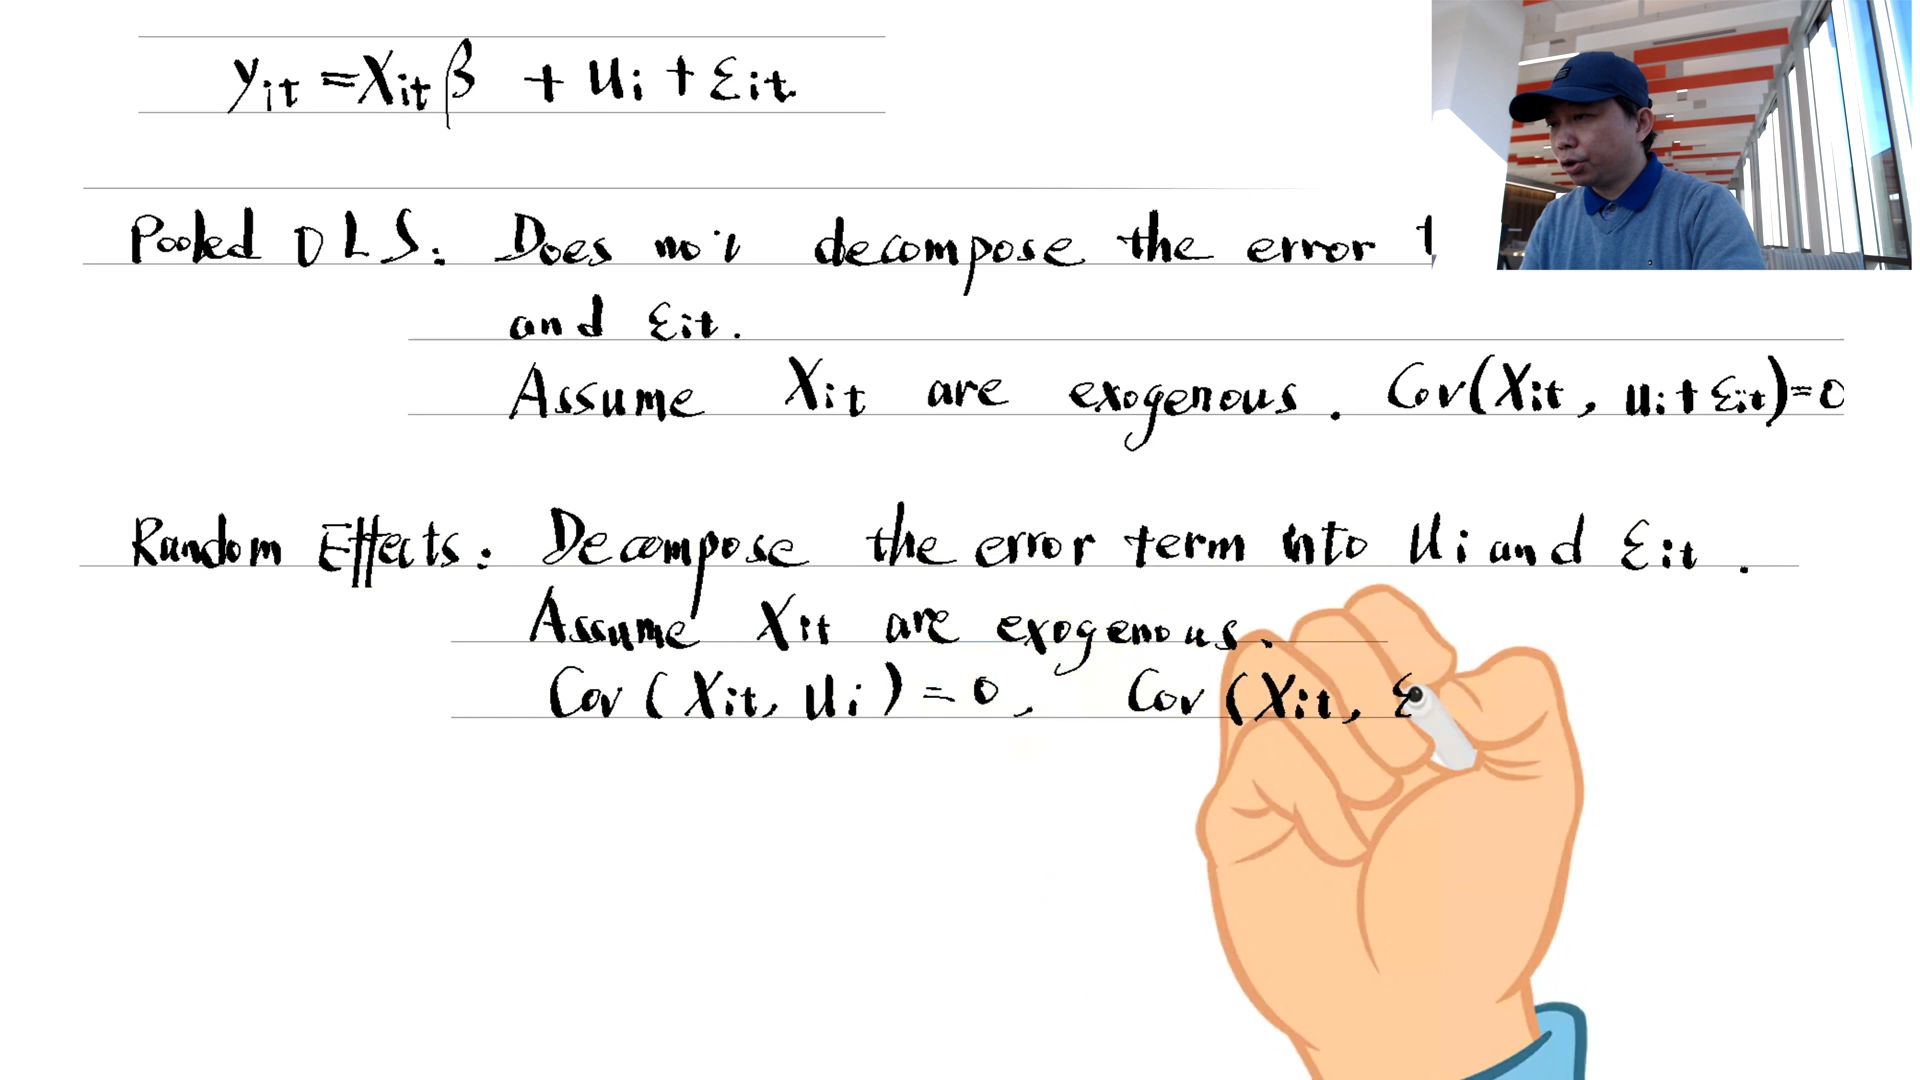 yit = Xit β + ui + εit
Pooled OLS: Does not decompose the error t
and εit.
Assume Xit are exogenous. Cov(Xit, ui + εit)=0
Random Effects: Decompose the error term into ui and εit.
Assume Xit are exogenous.
Cov(Xit, ui) = 0, Cov(Xit, ε